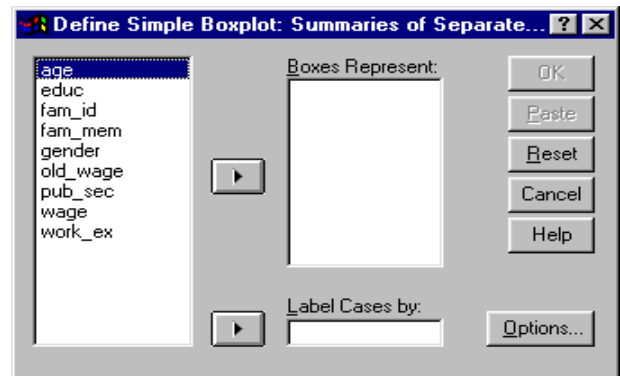 Define Simple Boxplot: Summaries of Separate... ? ×
age
educ
fam_id
fam_mem
gender
old_wage
pub_sec
wage
work_ex
Boxes Represent:
Label Cases by:
OK
Paste
Reset
Cancel
Help
Options...